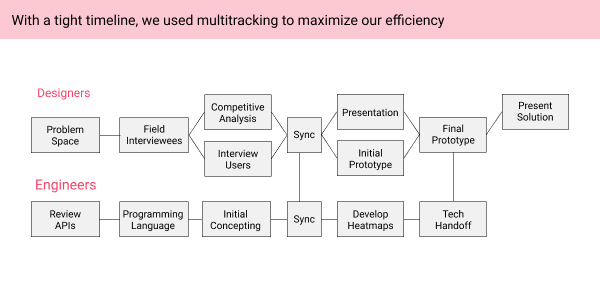 With a tight timeline, we used multitracking to maximize our efficiency
Designers
Problem
Space
Field
Interviewees
Competitive
Analysis
Interview
Users
Sync
Presentation
Initial
Prototype
Final
Prototype
Present
Solution
Engineers
Review
APIs
Programming
Language
Initial
Concepting
Sync
Develop
Heatmaps
Tech
Handoff